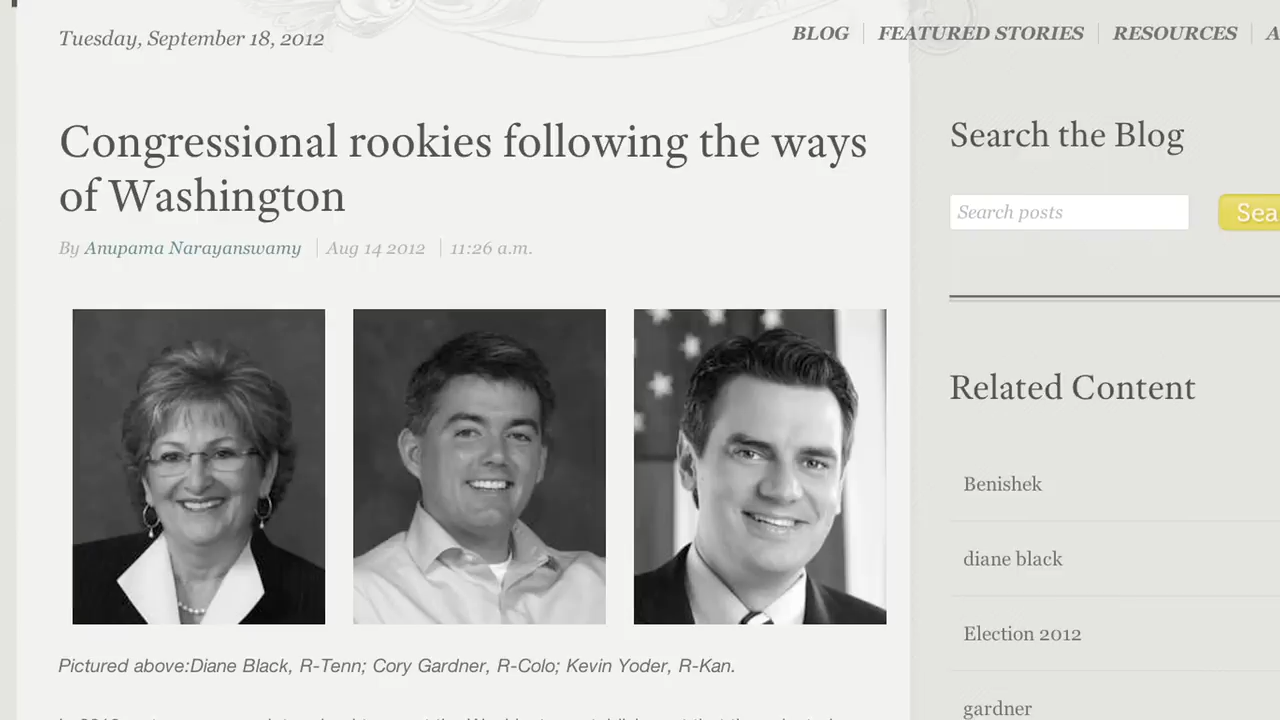 Tuesday, September 18, 2012
BLOG
FEATURED STORIES
RESOURCES
Congressional rookies following the ways
of Washington
By Anupama Narayanswamy
Aug 14 2012
11:26 a.m.
Pictured above:Diane Black, R-Tenn; Cory Gardner, R-Colo; Kevin Yoder, R-Kan.
Search the Blog
Search posts
Sea
Related Content
Benishek
diane black
Election 2012
gardner